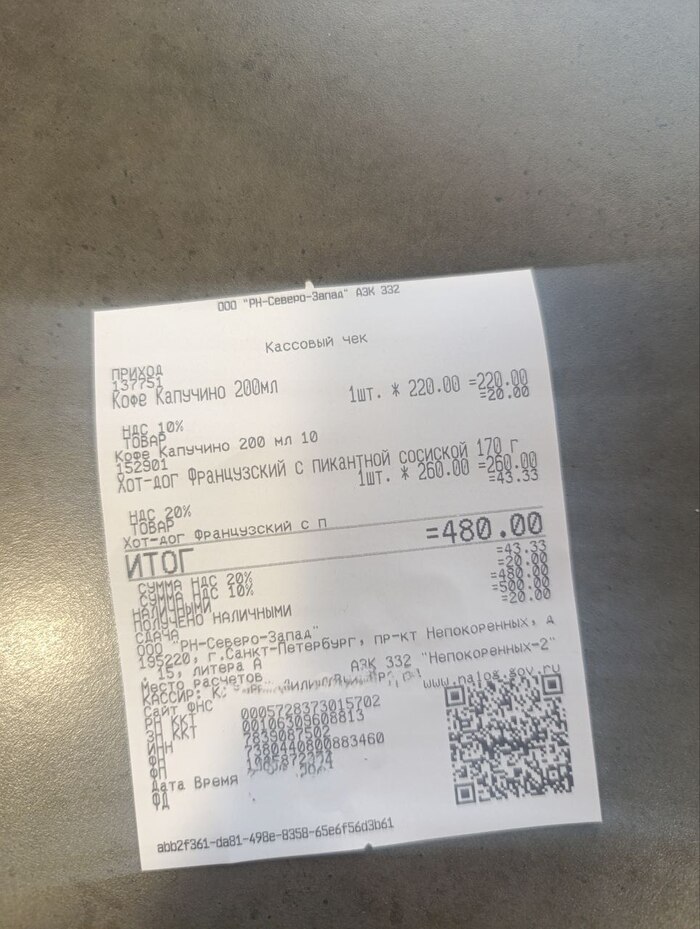 ООО "РН-Северо-Запад" АЗК 332
Кассовый чек
ПРИХОД
137751
Кофе Капучино 200мл
1шт. * 220.00 =220.00
=20.00
НДС 10%
ТОВАР
Кофе Капучино 200 мл 10
152901
Хот-дог Французский с пикантной сосиской 170 г
1шт. * 260.00 =260.00
=43.33
НДС 20%
ТОВАР
Хот-дог Французский с п
ИТОГ =480.00
СУММА НДС 20% =43.33
СУММА НДС 10% =20.00
НАЛИЧНЫМИ =480.00
ПОЛУЧЕНО НАЛИЧНЫМИ =500.00
СДАЧА =20.00
ООО "РН-Северо-Запад"
195220, г.Санкт-Петербург, пр-кт Непокоренных, д
. 15, литера А
Место расчетов АЗК 332 "Непокоренных-2"
КАССИР:
Сайт ФНС www.nalog.gov.ru
РН ККТ 0005728373015702
ЗН ККТ 00106309608813
ИНН 7839087502
ФН 7380440800883460
ФП
Дата Время
ФД
abb2f361-da81-498e-8358-65e6f56d3b61